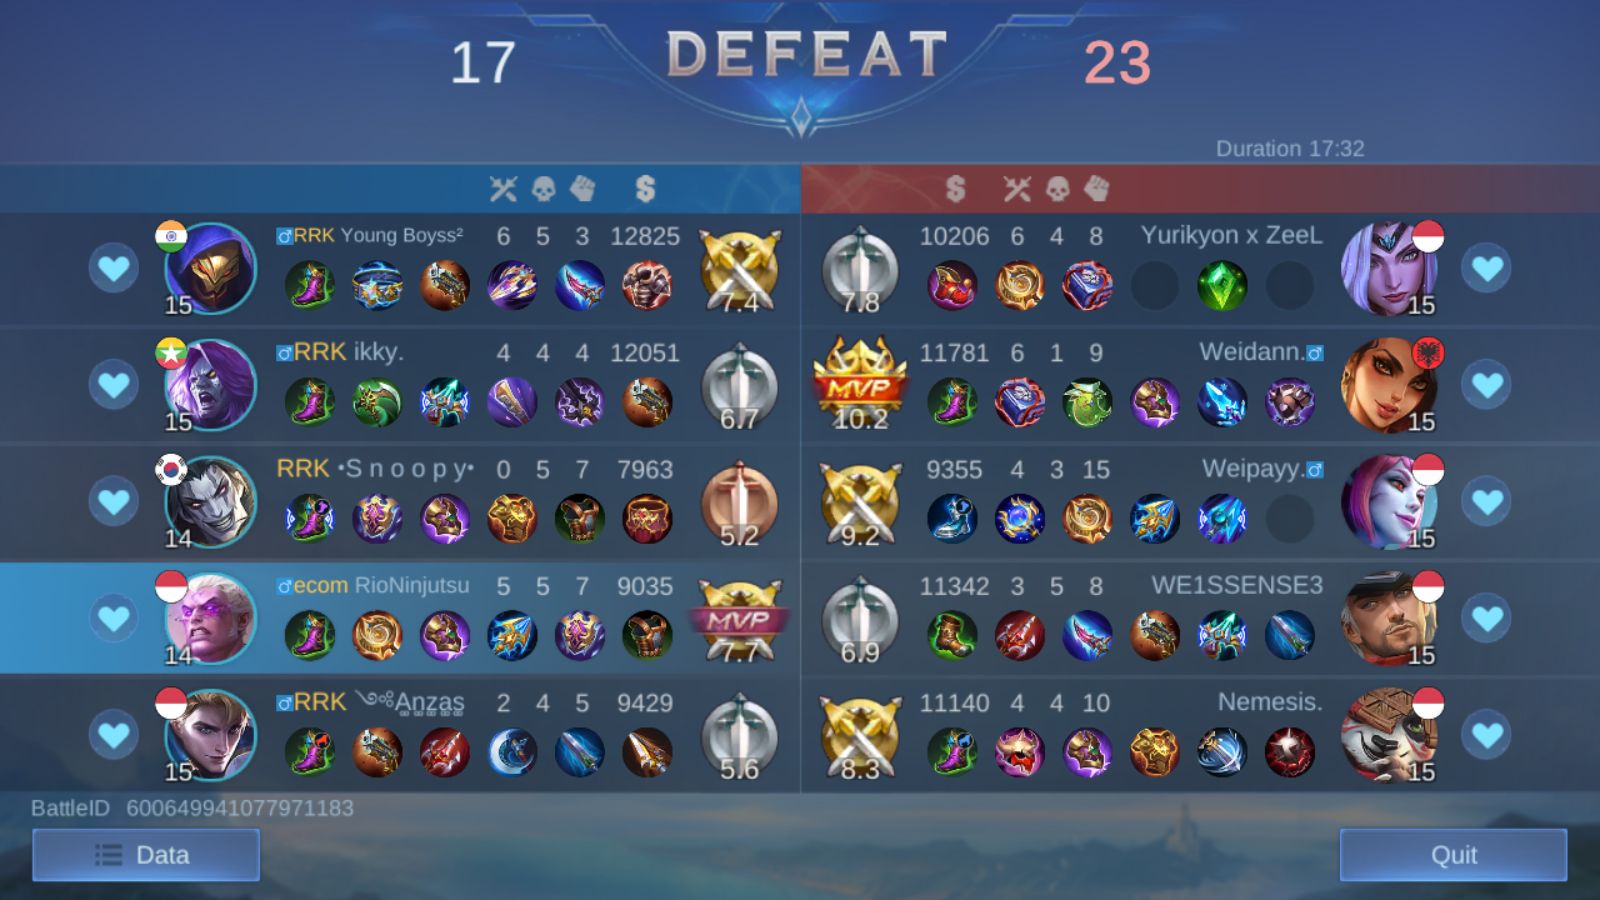 17 DEFEAT 23
Duration 17:32
RRK Young Boyss² 6 5 3 12825 7.4 15
7.8 10206 6 4 8 Yurikyon x ZeeL 15
RRK ikky. 4 4 4 12051 6.7 15
MVP 10.2 11781 6 1 9 Weidann. 15
RRK •S n o o p y• 0 5 7 7963 5.2 14
9.2 9355 4 3 15 Weipayy. 15
ecom RioNinjutsu 5 5 7 9035 MVP 7.7 14
6.9 11342 3 5 8 WE1SSENSE3 15
RRK Anzas 2 4 5 9429 5.6 15
8.3 11140 4 4 10 Nemesis. 15
BattleID 600649941077971183
Data
Quit